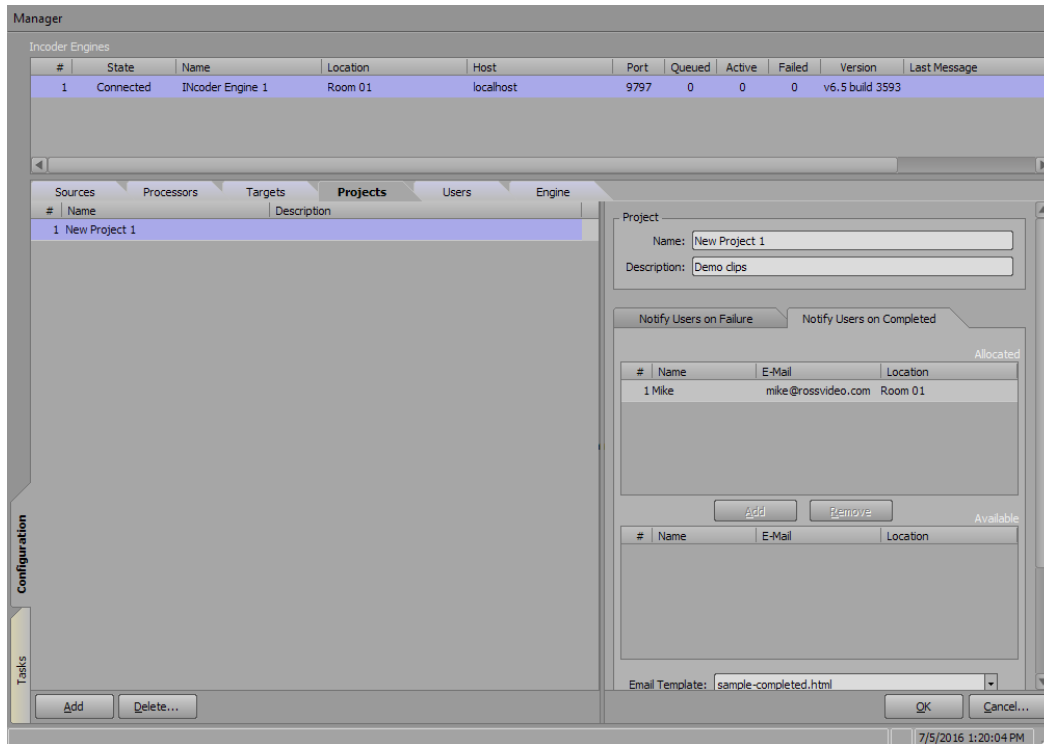 Manager
Incoder Engines
# State Name Location Host Port Queued Active Failed Version Last Message
1 Connected INcoder Engine 1 Room 01 localhost 9797 0 0 0 v6.5 build 3593
Sources Processors Targets Projects Users Engine
# Name Description
1 New Project 1
Project
Name: New Project 1
Description: Demo clips
Notify Users on Failure Notify Users on Completed
Allocated
# Name E-Mail Location
1 Mike mike@rossvideo.com Room 01
Add Remove
Available
# Name E-Mail Location
Email Template: sample-completed.html
Configuration
Tasks
Add Delete... OK Cancel...
7/5/2016 1:20:04 PM